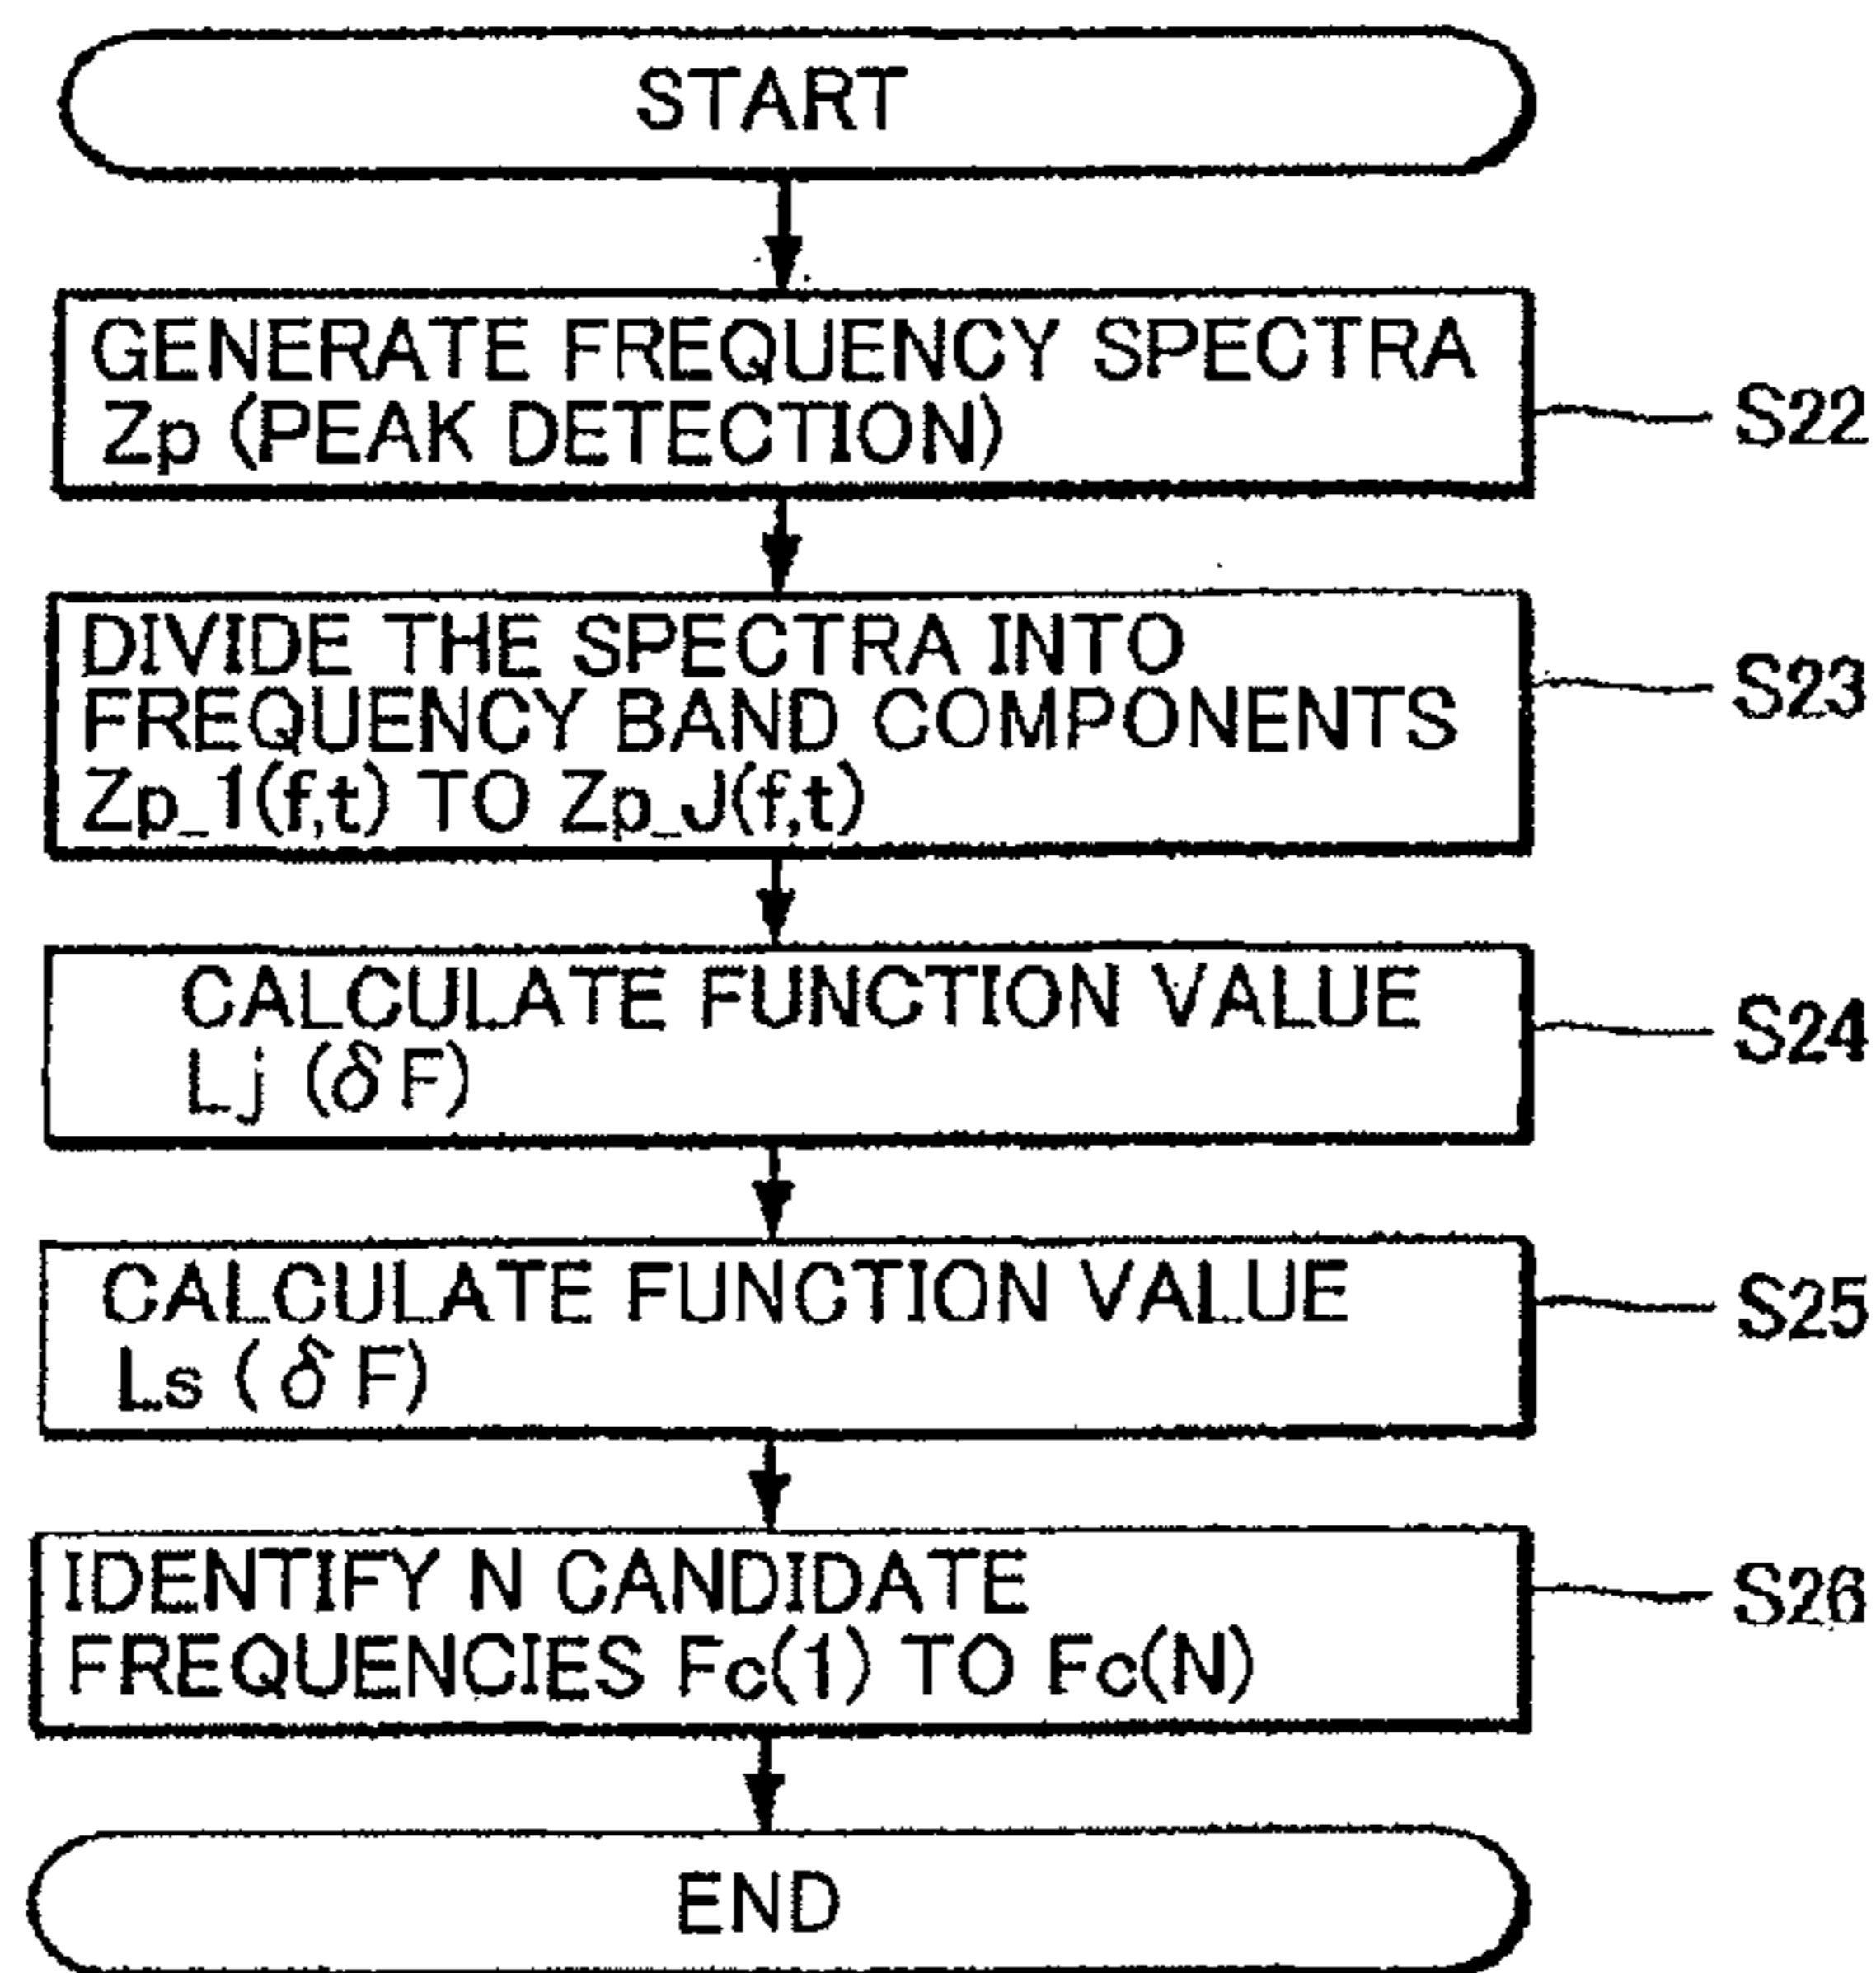 START
GENERATE FREQUENCY SPECTRA
Zp (PEAK DETECTION)
S22
DIVIDE THE SPECTRA INTO
FREQUENCY BAND COMPONENTS
Zp_1(f,t) TO Zp_J(f,t)
S23
CALCULATE FUNCTION VALUE
Lj (δF)
S24
CALCULATE FUNCTION VALUE
Ls (δF)
S25
IDENTIFY N CANDIDATE
FREQUENCIES Fc(1) TO Fc(N)
S26
END